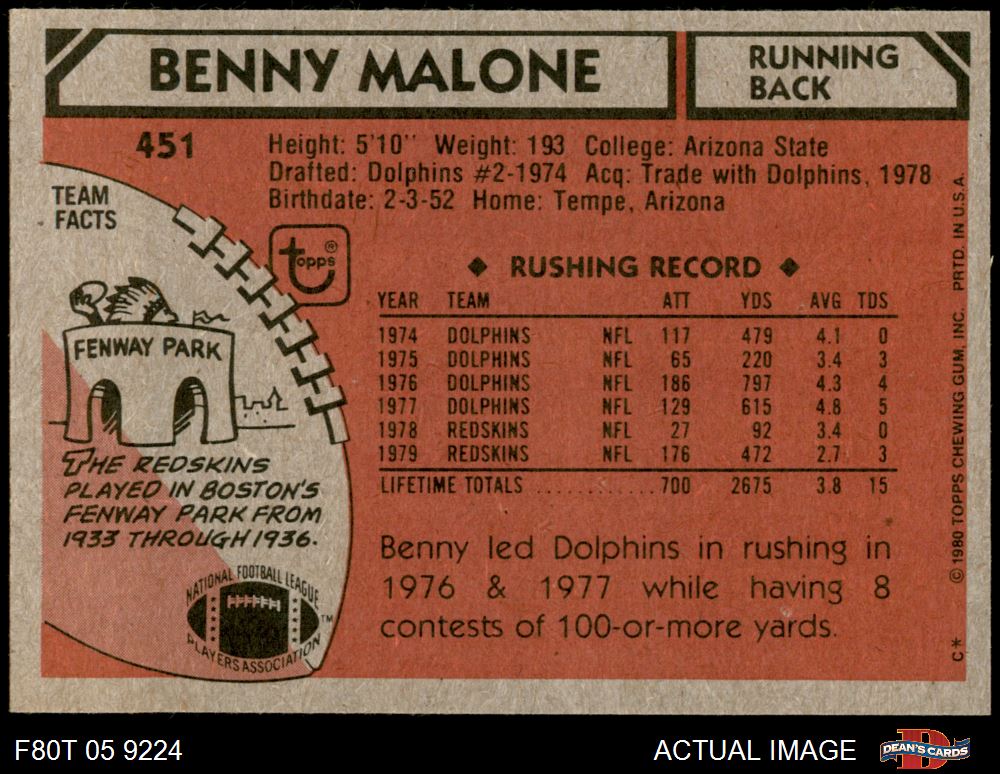 BENNY MALONE
RUNNING
BACK
451
Height: 5'10" Weight: 193 College: Arizona State
Drafted: Dolphins #2-1974 Acq: Trade with Dolphins, 1978
Birthdate: 2-3-52 Home: Tempe, Arizona
TEAM
FACTS
topps®
FENWAY PARK
THE REDSKINS
PLAYED IN BOSTON'S
FENWAY PARK FROM
1933 THROUGH 1936.
NATIONAL FOOTBALL LEAGUE
PLAYERS ASSOCIATION
TM
◆ RUSHING RECORD ◆
YEAR TEAM ATT YDS AVG TDS
1974 DOLPHINS NFL 117 479 4.1 0
1975 DOLPHINS NFL 65 220 3.4 3
1976 DOLPHINS NFL 186 797 4.3 4
1977 DOLPHINS NFL 129 615 4.8 5
1978 REDSKINS NFL 27 92 3.4 0
1979 REDSKINS NFL 176 472 2.7 3
LIFETIME TOTALS ............ 700 2675 3.8 15
Benny led Dolphins in rushing in
1976 & 1977 while having 8
contests of 100-or-more yards.
C* © 1980 TOPPS CHEWING GUM, INC. PRTD. IN U.S.A.
F80T 05 9224
ACTUAL IMAGE
DEAN'S CARDS